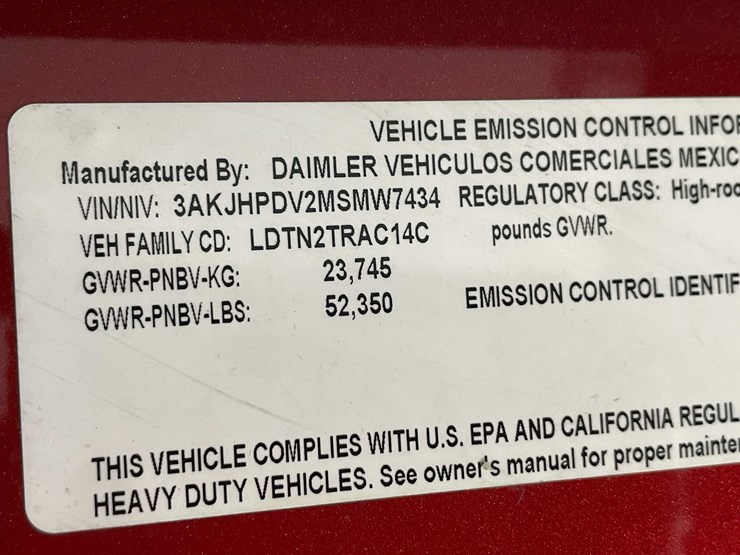 VEHICLE EMISSION CONTROL INFOR
Manufactured By: DAIMLER VEHICULOS COMERCIALES MEXIC
VIN/NIV: 3AKJHPDV2MSMW7434 REGULATORY CLASS: High-roo
VEH FAMILY CD: LDTN2TRAC14C pounds GVWR.
GVWR-PNBV-KG: 23,745
GVWR-PNBV-LBS: 52,350 EMISSION CONTROL IDENTIF
THIS VEHICLE COMPLIES WITH U.S. EPA AND CALIFORNIA REGUL
HEAVY DUTY VEHICLES. See owner's manual for proper mainte